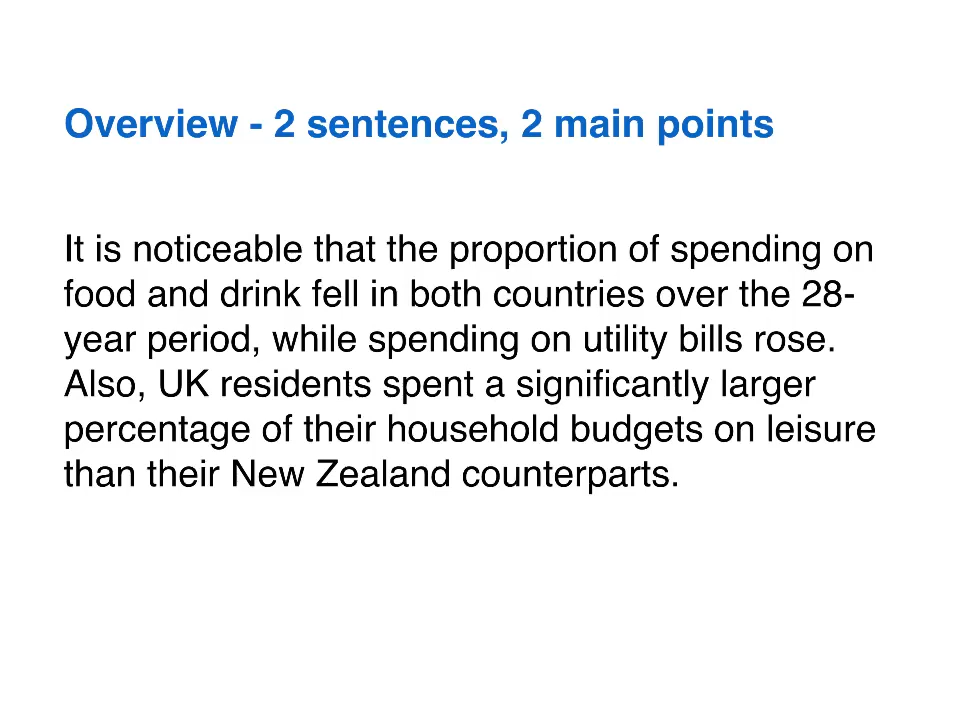 Overview - 2 sentences, 2 main points
It is noticeable that the proportion of spending on
food and drink fell in both countries over the 28-
year period, while spending on utility bills rose.
Also, UK residents spent a significantly larger
percentage of their household budgets on leisure
than their New Zealand counterparts.